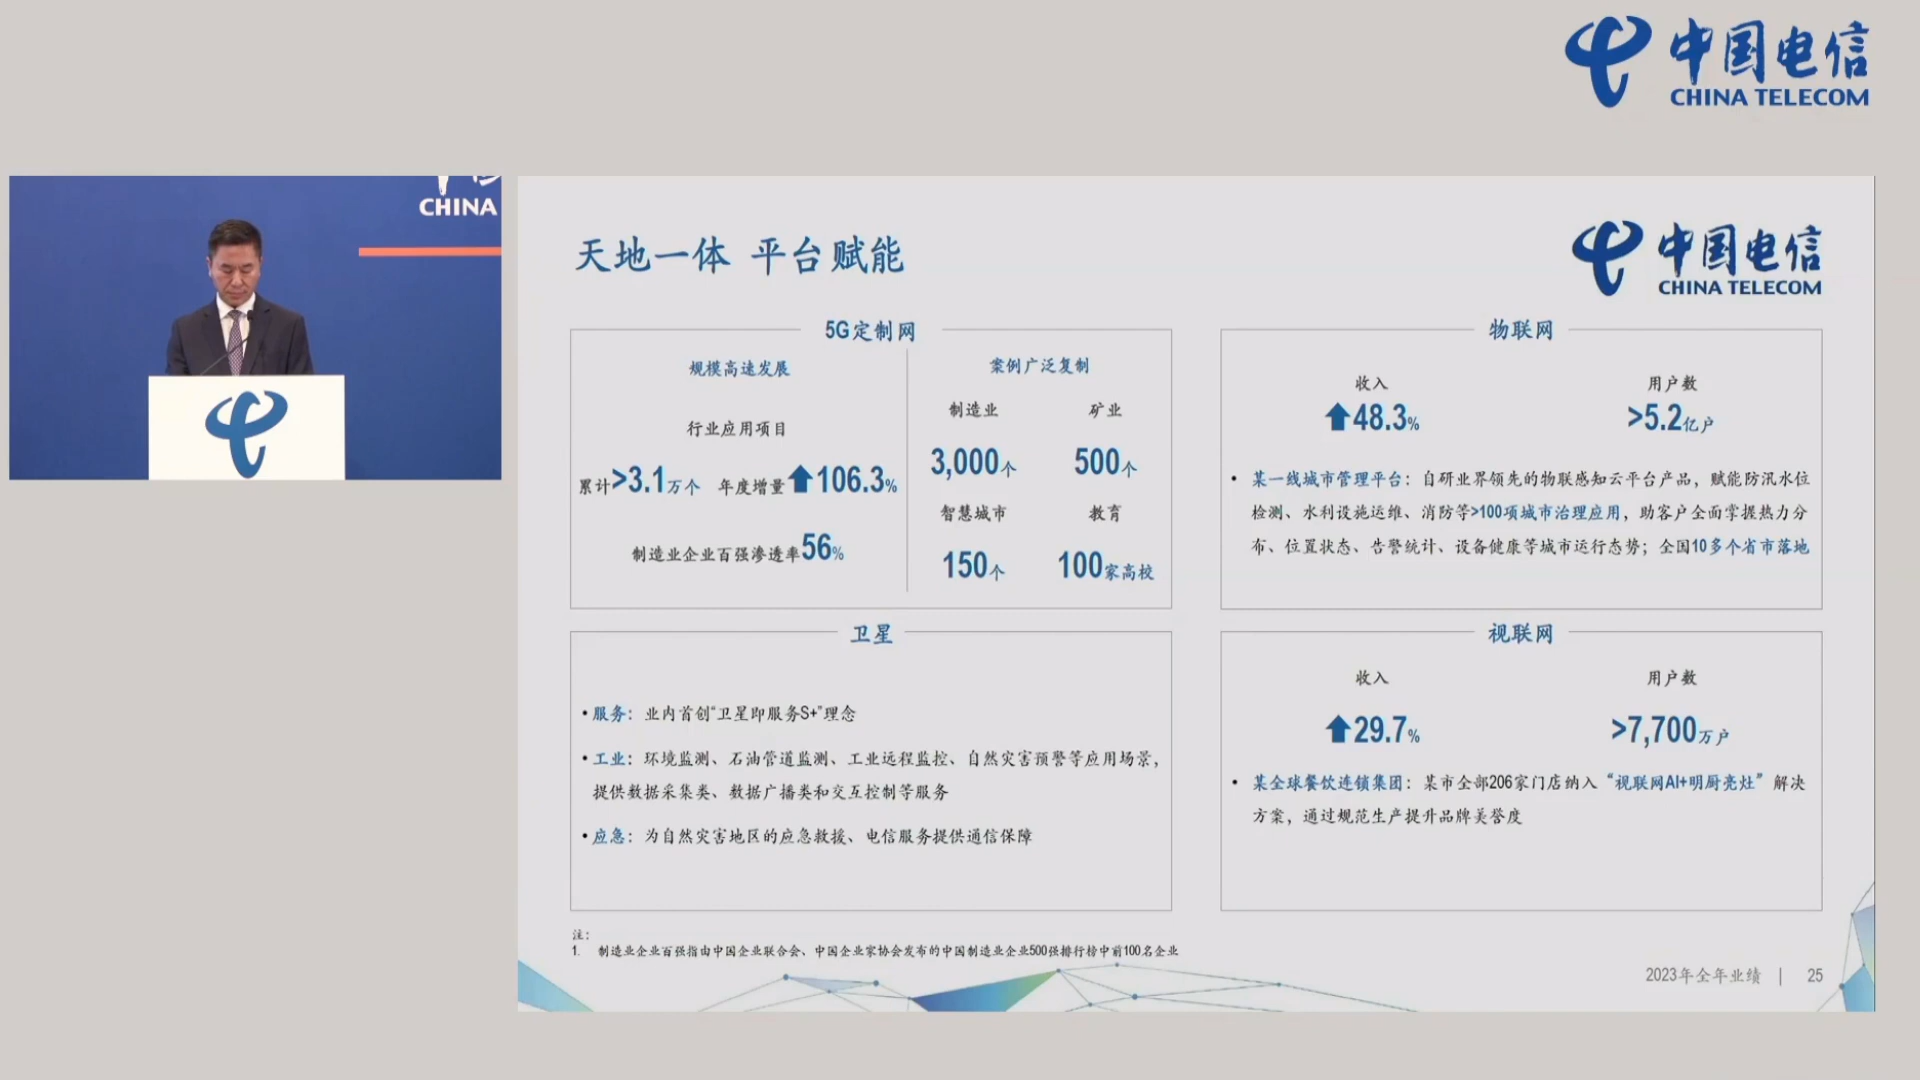 中国电信
CHINA TELECOM
CHINA
天地一体 平台赋能
中国电信
CHINA TELECOM
5G定制网
规模高速发展
行业应用项目
累计>3.1万个 年度增量106.3%
制造业企业百强渗透率56%
案例广泛复制
制造业 矿业
3,000个 500个
智慧城市 教育
150个 100家高校
物联网
收入 用户数
48.3% >5.2亿户
• 某一线城市管理平台：自研业界领先的物联感知云平台产品，赋能防汛水位
检测、水利设施运维、消防等>100项城市治理应用，助客户全面掌握热力分
布、位置状态、告警统计、设备健康等城市运行态势；全国10多个省市落地
卫星
• 服务：业内首创“卫星即服务S+”理念
• 工业：环境监测、石油管道监测、工业远程监控、自然灾害预警等应用场景，
提供数据采集类、数据广播类和交互控制等服务
• 应急：为自然灾害地区的应急救援、电信服务提供通信保障
视联网
收入 用户数
29.7% >7,700万户
• 某全球餐饮连锁集团：某市全部206家门店纳入“视联网AI+明厨亮灶”解决
方案，通过规范生产提升品牌美誉度
注：
1. 制造业企业百强指由中国企业联合会、中国企业家协会发布的中国制造业企业500强排行榜中前100名企业
2023年全年业绩 | 25